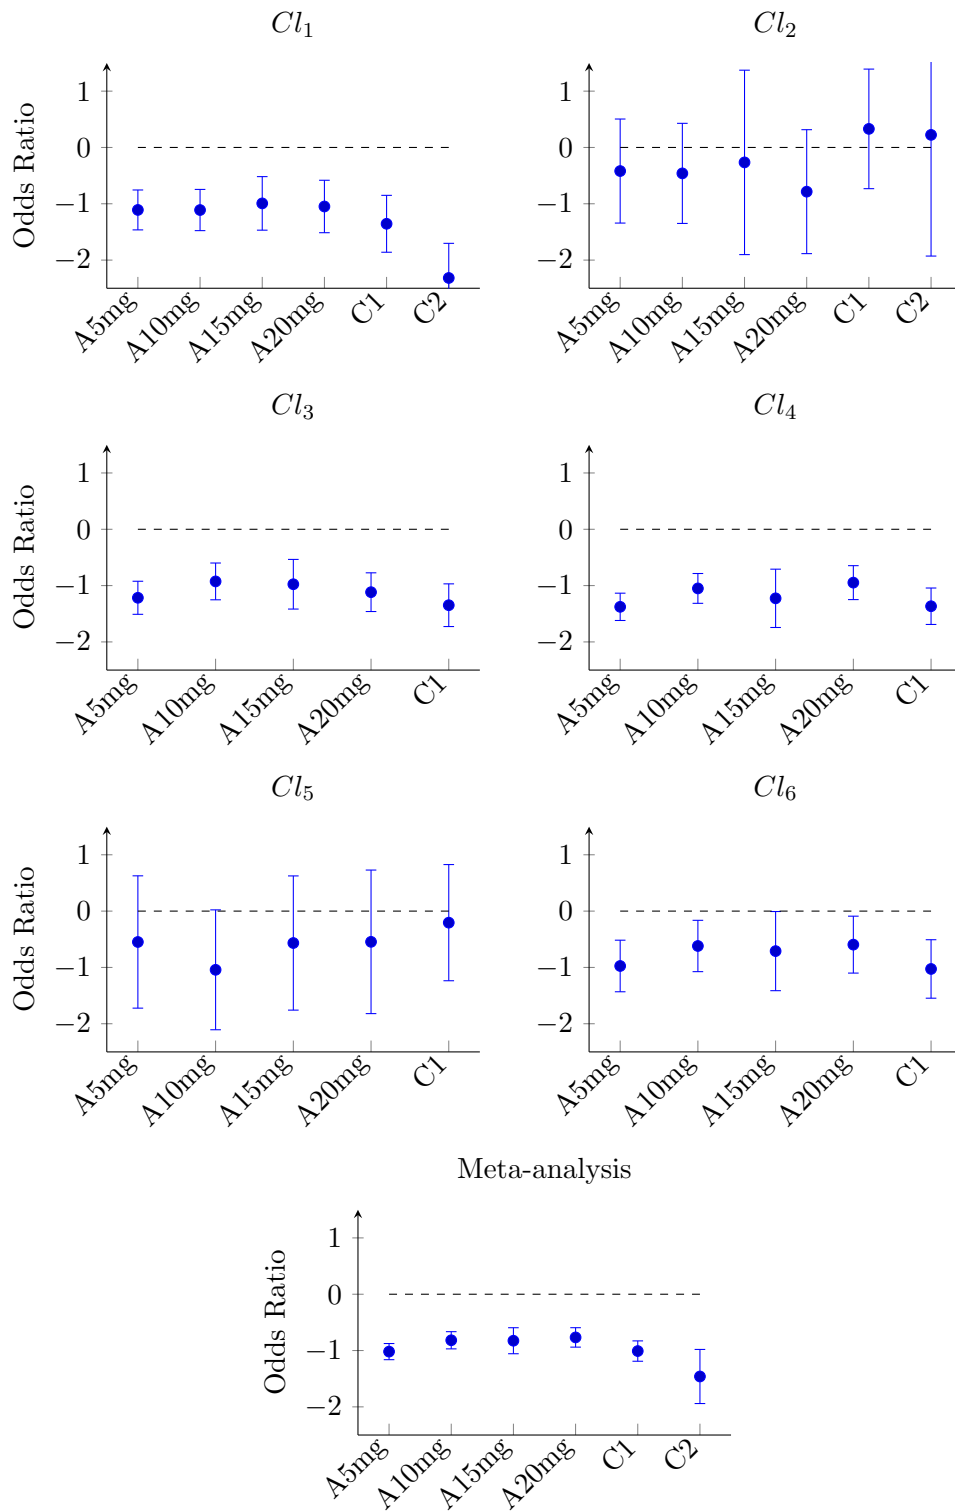 Cl1
Odds Ratio
1
0
−1
−2
A5mg
A10mg
A15mg
A20mg
C1
C2
Cl2
1
0
−1
−2
A5mg
A10mg
A15mg
A20mg
C1
C2
Cl3
Odds Ratio
1
0
−1
−2
A5mg
A10mg
A15mg
A20mg
C1
Cl4
1
0
−1
−2
A5mg
A10mg
A15mg
A20mg
C1
Cl5
Odds Ratio
1
0
−1
−2
A5mg
A10mg
A15mg
A20mg
C1
Cl6
1
0
−1
−2
A5mg
A10mg
A15mg
A20mg
C1
Meta-analysis
Odds Ratio
1
0
−1
−2
A5mg
A10mg
A15mg
A20mg
C1
C2